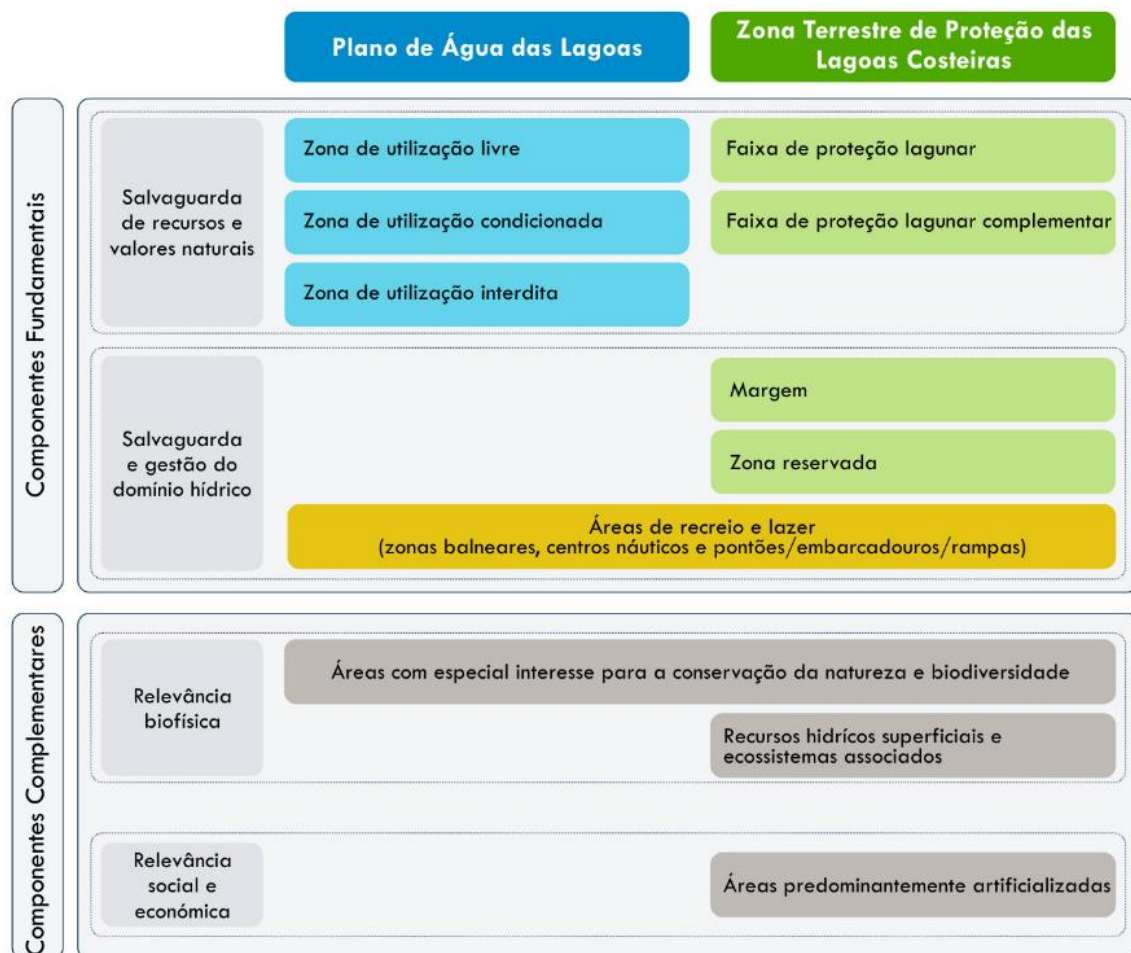 Plano de Água das Lagoas
Zona Terrestre de Proteção das
Lagoas Costeiras
Componentes Fundamentais
Salvaguarda
de recursos e
valores naturais
Zona de utilização livre
Faixa de proteção lagunar
Zona de utilização condicionada
Faixa de proteção lagunar complementar
Zona de utilização interdita
Salvaguarda
e gestão do
domínio hídrico
Margem
Zona reservada
Áreas de recreio e lazer
(zonas balneares, centros náuticos e pontões/embarcadouros/rampas)
Componentes Complementares
Relevância
biofísica
Áreas com especial interesse para a conservação da natureza e biodiversidade
Recursos hidrícos superficiais e
ecossistemas associados
Relevância
social e
económica
Áreas predominantemente artificializadas